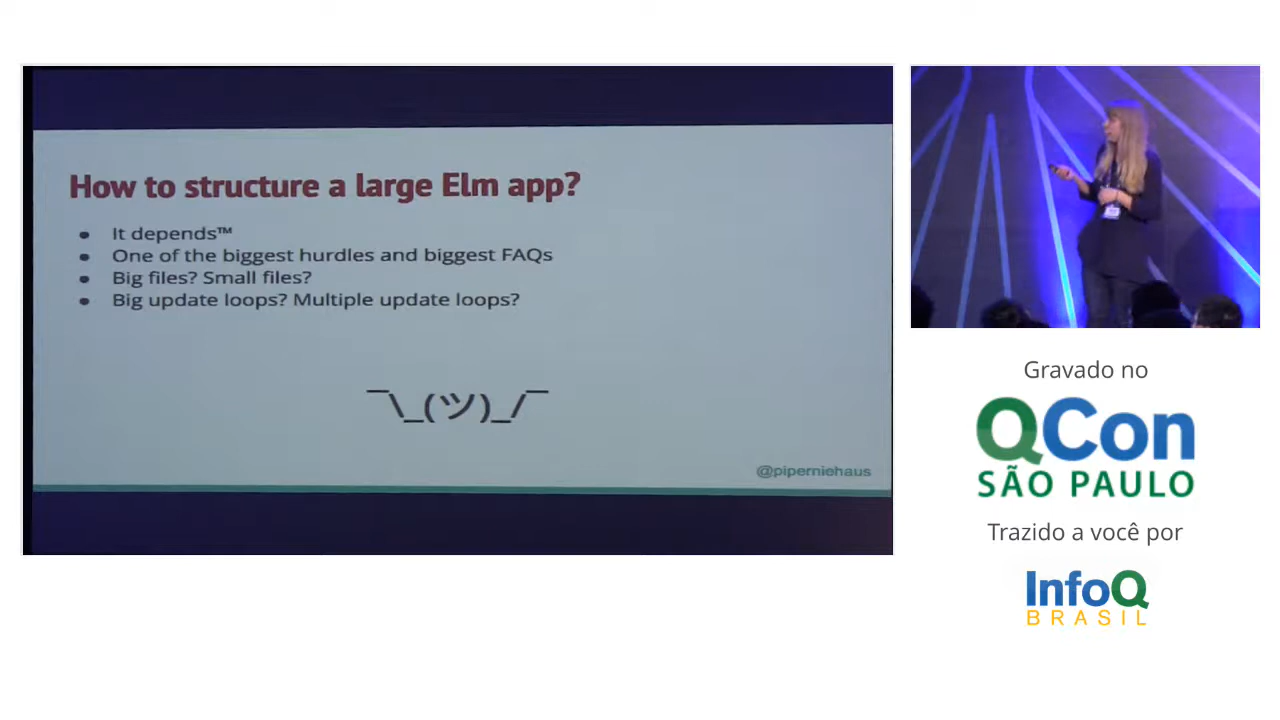 How to structure a large Elm app?
● It depends™
● One of the biggest hurdles and biggest FAQs
● Big files? Small files?
● Big update loops? Multiple update loops?
¯\_(ツ)_/¯
@piperniehaus
Gravado no
QCon
SÃO PAULO
Trazido a você por
InfoQ
BRASIL